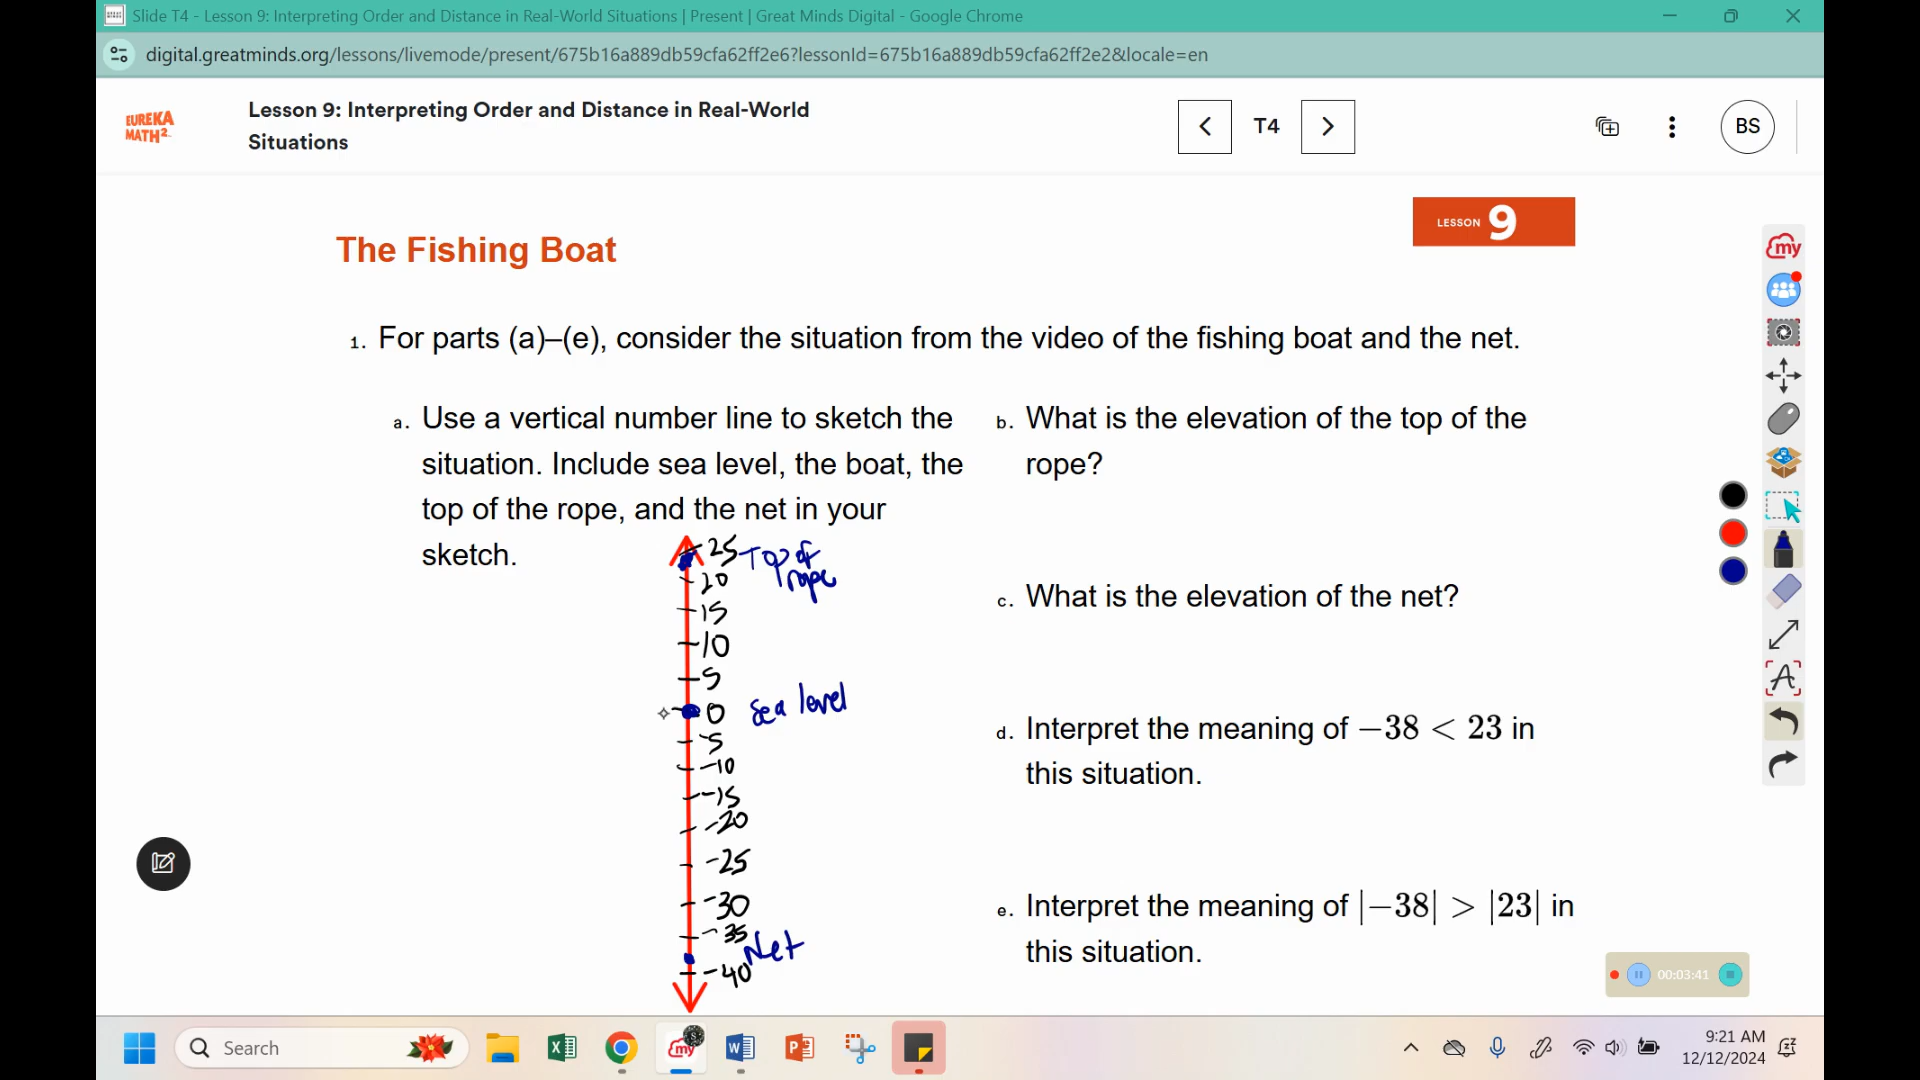 Slide T4 - Lesson 9: Interpreting Order and Distance in Real-World Situations | Present | Great Minds Digital - Google Chrome
digital.greatminds.org/lessons/livemode/present/675b16a889db59cfa62ff2e6?lessonId=675b16a889db59cfa62ff2e2&locale=en
EUREKA
MATH²
Lesson 9: Interpreting Order and Distance in Real-World
Situations
T4
BS
LESSON 9
The Fishing Boat
my
1. For parts (a)–(e), consider the situation from the video of the fishing boat and the net.
a. Use a vertical number line to sketch the
situation. Include sea level, the boat, the
top of the rope, and the net in your
sketch.
25 Top of
rope
20
15
10
5
0 Sea level
-5
-10
-15
-20
-25
-30
-35
Net
-40
b. What is the elevation of the top of the
rope?
c. What is the elevation of the net?
d. Interpret the meaning of −38 < 23 in
this situation.
e. Interpret the meaning of |−38| > |23| in
this situation.
00:03:41
Search
my
9:21 AM
12/12/2024